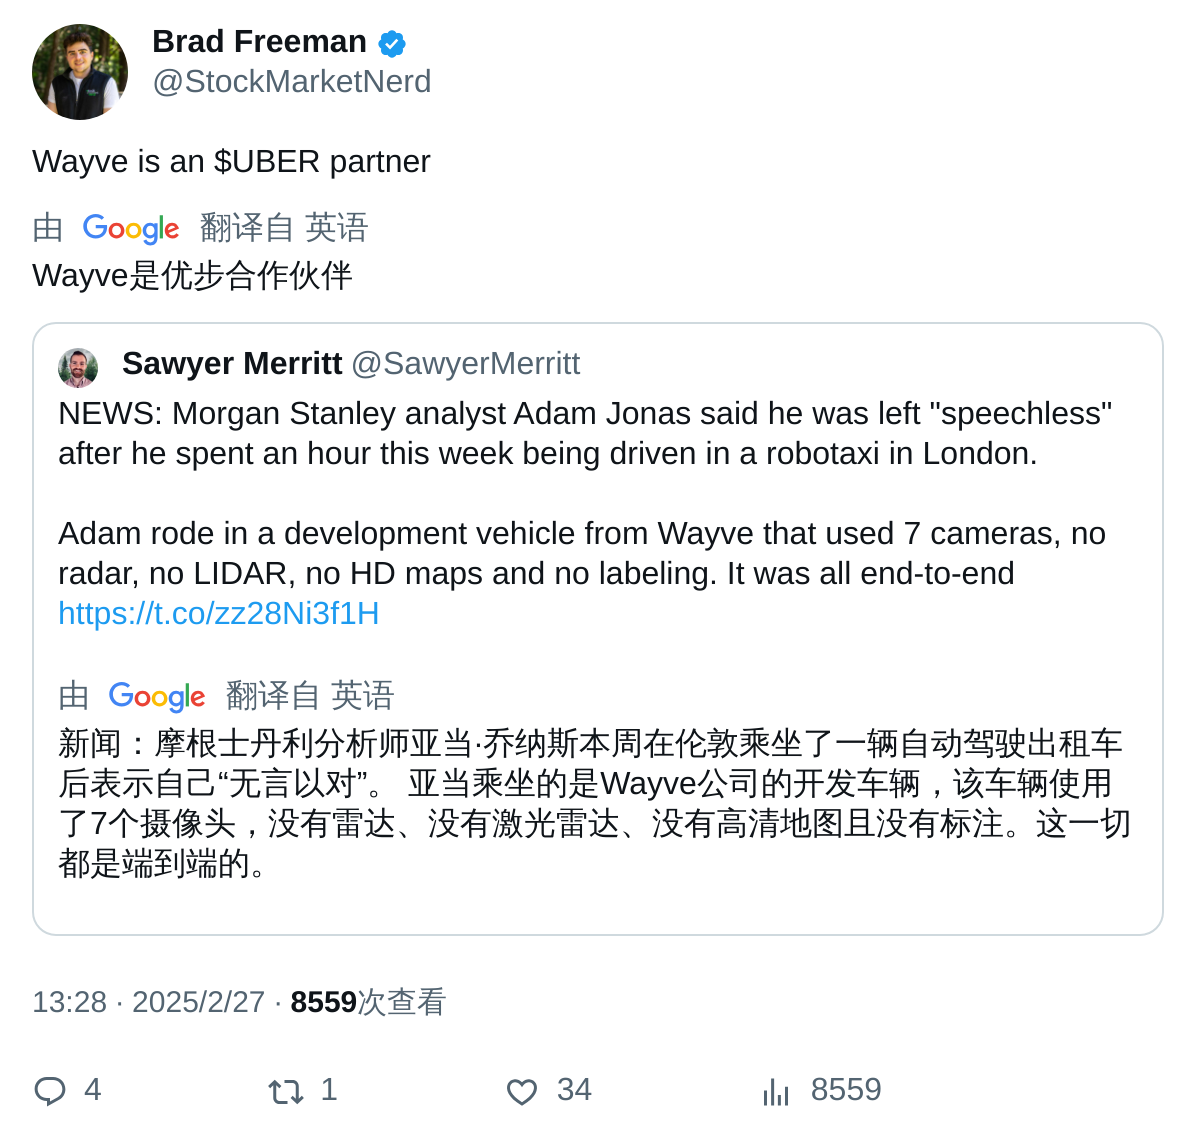 Brad Freeman
@StockMarketNerd
Wayve is an $UBER partner
由 Google 翻译自 英语
Wayve是优步合作伙伴
Sawyer Merritt @SawyerMerritt
NEWS: Morgan Stanley analyst Adam Jonas said he was left "speechless"
after he spent an hour this week being driven in a robotaxi in London.
Adam rode in a development vehicle from Wayve that used 7 cameras, no
radar, no LIDAR, no HD maps and no labeling. It was all end-to-end
https://t.co/zz28Ni3f1H
由 Google 翻译自 英语
新闻：摩根士丹利分析师亚当·乔纳斯本周在伦敦乘坐了一辆自动驾驶出租车
后表示自己“无言以对”。 亚当乘坐的是Wayve公司的开发车辆，该车辆使用
了7个摄像头，没有雷达、没有激光雷达、没有高清地图且没有标注。这一切
都是端到端的。
13:28 · 2025/2/27 · 8559次查看
4 1 34 8559